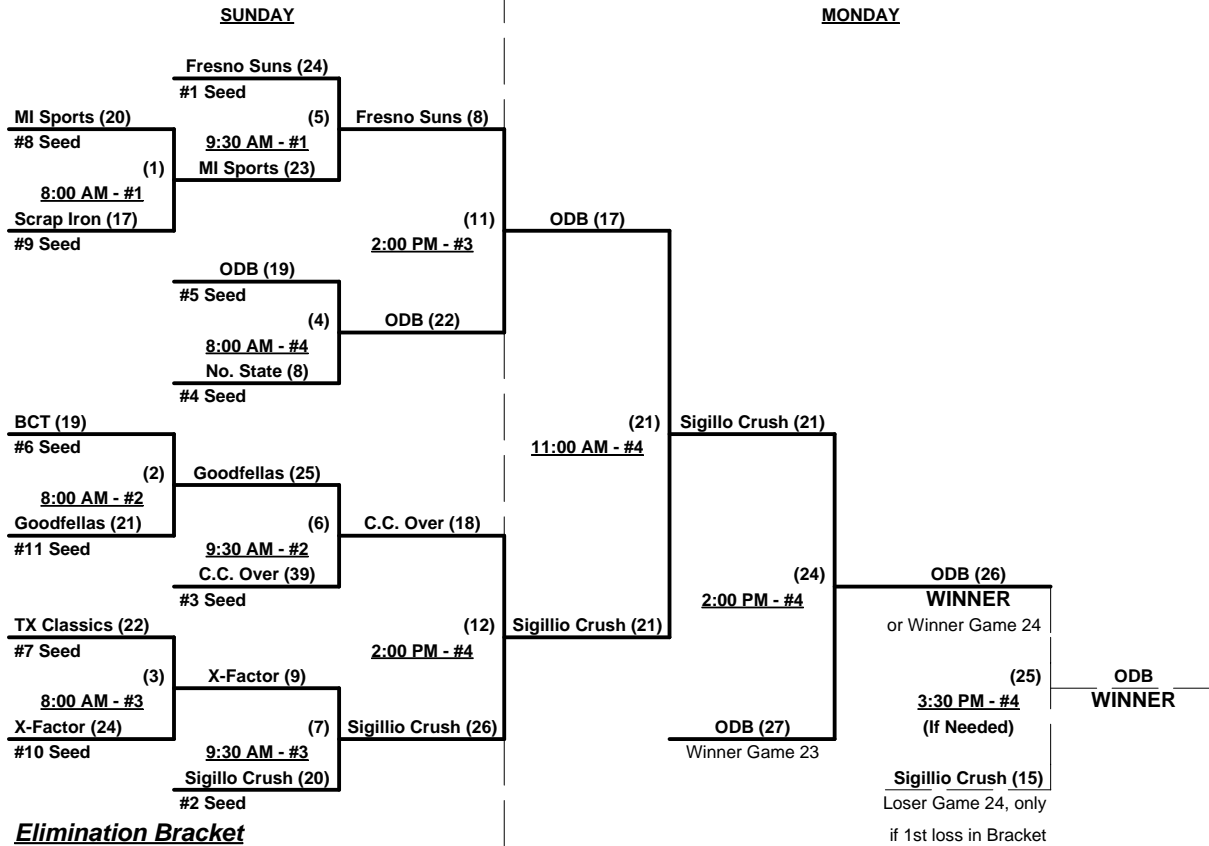 SUNDAY
MONDAY
Fresno Suns (24)
#1 Seed
MI Sports (20)
(5)
Fresno Suns (8)
#8 Seed
9:30 AM - #1
(1)
MI Sports (23)
8:00 AM - #1
Scrap Iron (17)
(11)
ODB (17)
#9 Seed
2:00 PM - #3
ODB (19)
#5 Seed
(4)
ODB (22)
8:00 AM - #4
No. State (8)
#4 Seed
BCT (19)
(21)
Sigillo Crush (21)
#6 Seed
11:00 AM - #4
(2)
Goodfellas (25)
8:00 AM - #2
Goodfellas (21)
(6)
C.C. Over (18)
#11 Seed
9:30 AM - #2
C.C. Over (39)
(24)
ODB (26)
#3 Seed
2:00 PM - #4
WINNER
TX Classics (22)
(12)
Sigillio Crush (21)
or Winner Game 24
#7 Seed
2:00 PM - #4
(3)
X-Factor (9)
(25)
ODB
8:00 AM - #3
3:30 PM - #4
WINNER
X-Factor (24)
(7)
Sigillio Crush (26)
ODB (27)
(If Needed)
#10 Seed
9:30 AM - #3
Winner Game 23
Sigillo Crush (20)
Sigillio Crush (15)
#2 Seed
Loser Game 24, only
Elimination Bracket
if 1st loss in Bracket